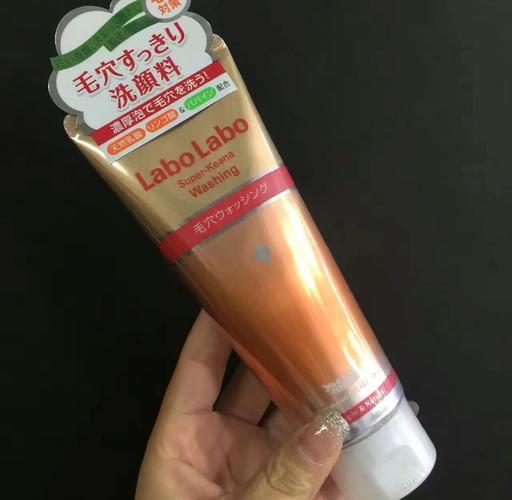 対策
毛穴すっきり
洗顔料
濃厚泡で毛穴を洗う!
天然乳酸 リンゴ酸 & パパイン 配合
Labo Labo
Super-Keana
Washing
毛穴ウォッシング